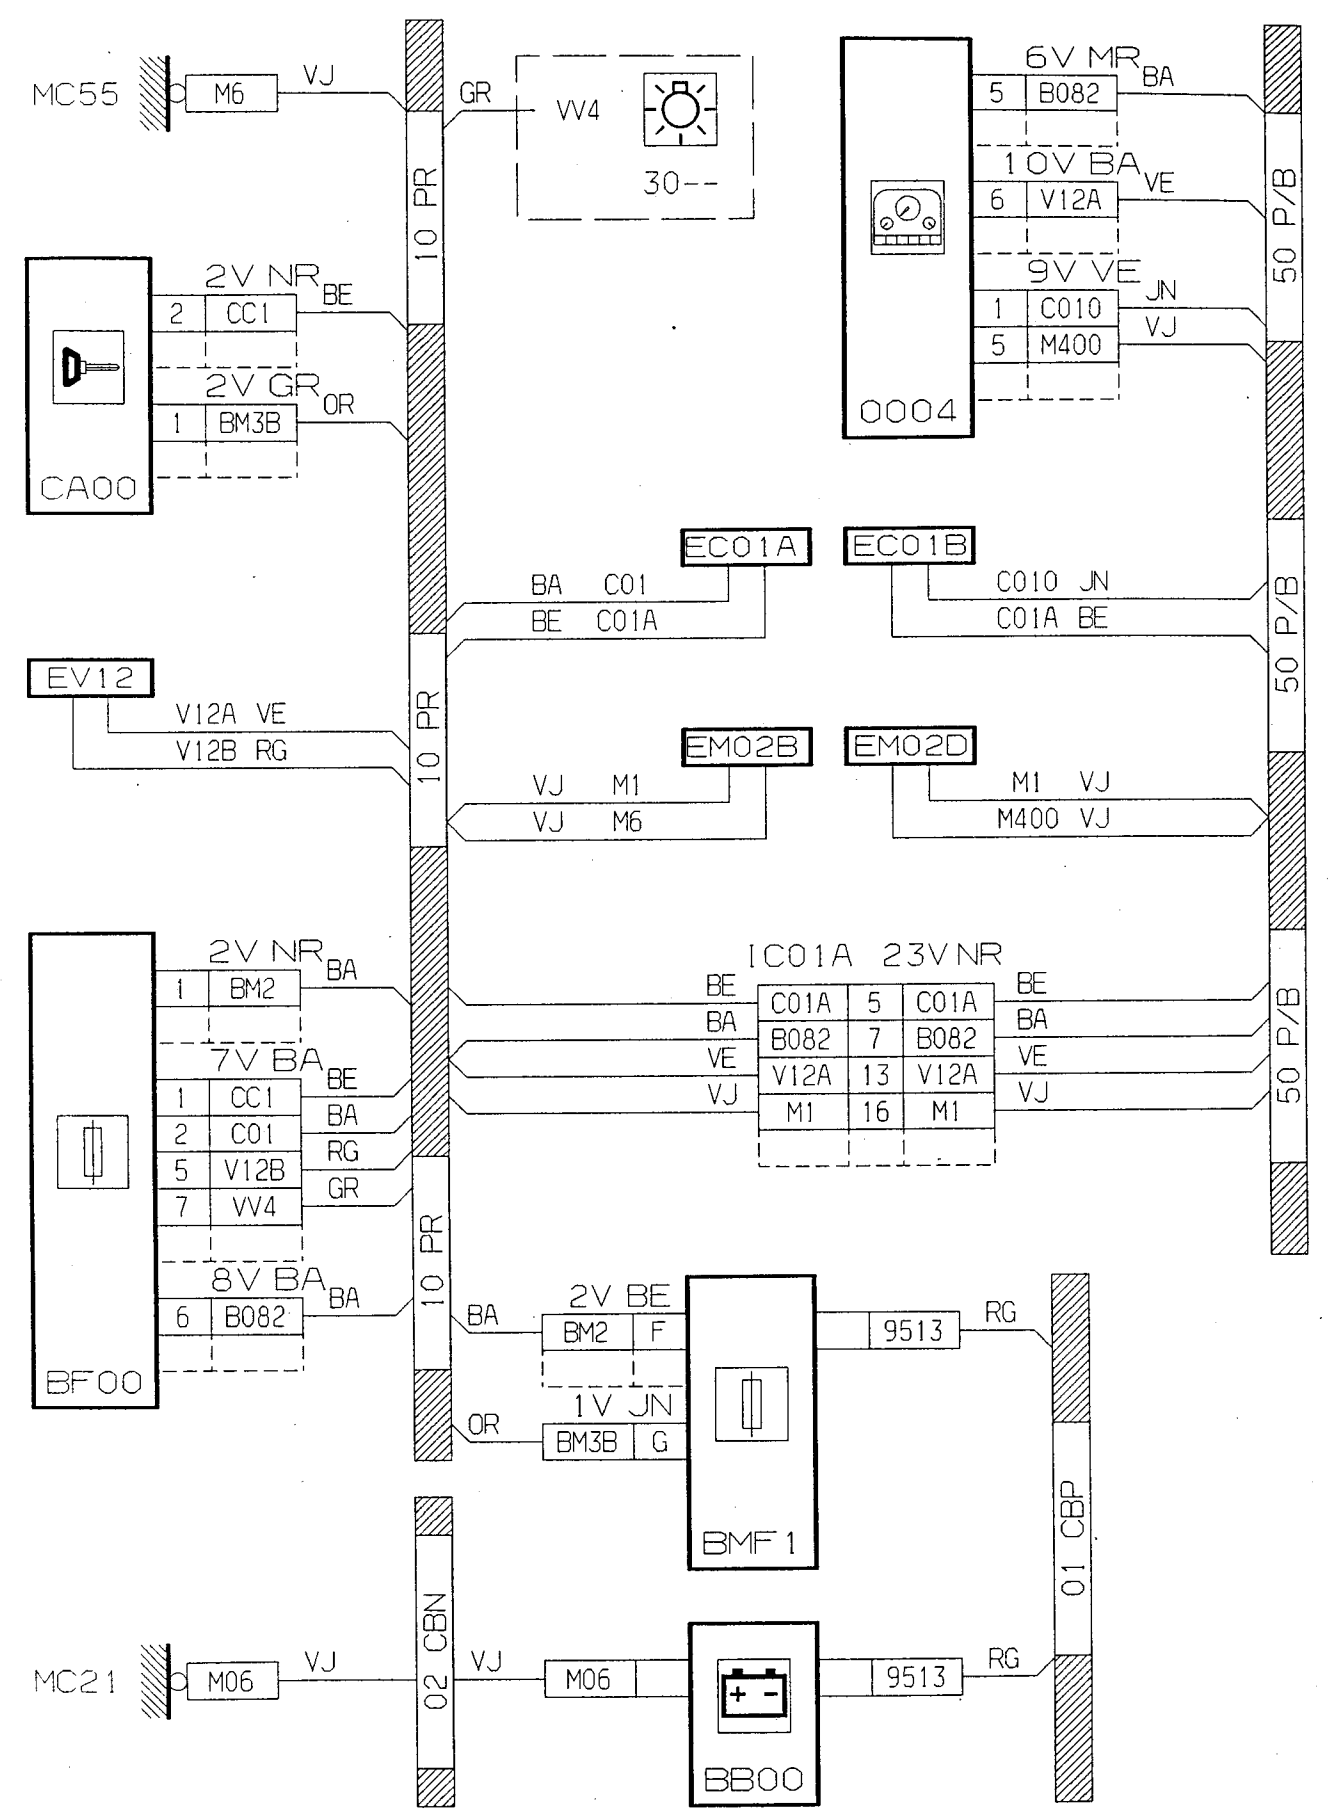 MC55 M6 VJ
GR VV4
30--
10 PR
CA00
2V NR
2 CC1 BE
2V GR
1 BM3B OR
0004
6V MR
5 B082 BA
10V BA
6 V12A VE
9V VE
1 C010 JN
5 M400 VJ
50 P/B
EC01A
BA C01
BE C01A
EC01B
C010 JN
C01A BE
50 P/B
EV12
V12A VE
V12B RG
10 PR
EM02B
VJ M1
VJ M6
EM02D
M1 VJ
M400 VJ
BF00
2V NR
1 BM2 BA
7V BA
1 CC1 BE
2 C01 BA
5 V12B RG
7 VV4 GR
8V BA
6 B082 BA
10 PR
IC01A 23V NR
BE C01A 5 C01A BE
BA B082 7 B082 BA
VE V12A 13 V12A VE
VJ M1 16 M1 VJ
50 P/B
2V BE
BA BM2 F
1V JN
OR BM3B G
BMF1
9513 RG
01 CBP
MC21 M06 VJ
02 CBN
VJ M06
+ -
BB00
9513 RG